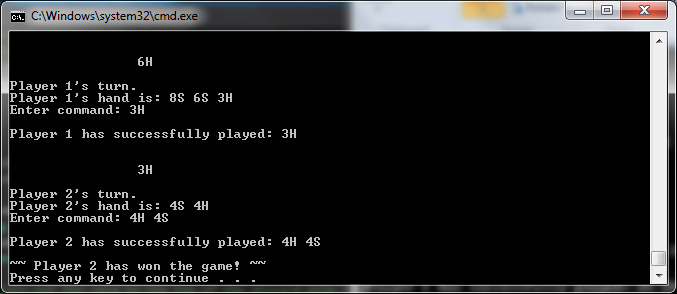 C:\Windows\system32\cmd.exe
6H
Player 1's turn.
Player 1's hand is: 8S 6S 3H
Enter command: 3H
Player 1 has successfully played: 3H
3H
Player 2's turn.
Player 2's hand is: 4S 4H
Enter command: 4H 4S
Player 2 has successfully played: 4H 4S
~~ Player 2 has won the game! ~~
Press any key to continue . . .